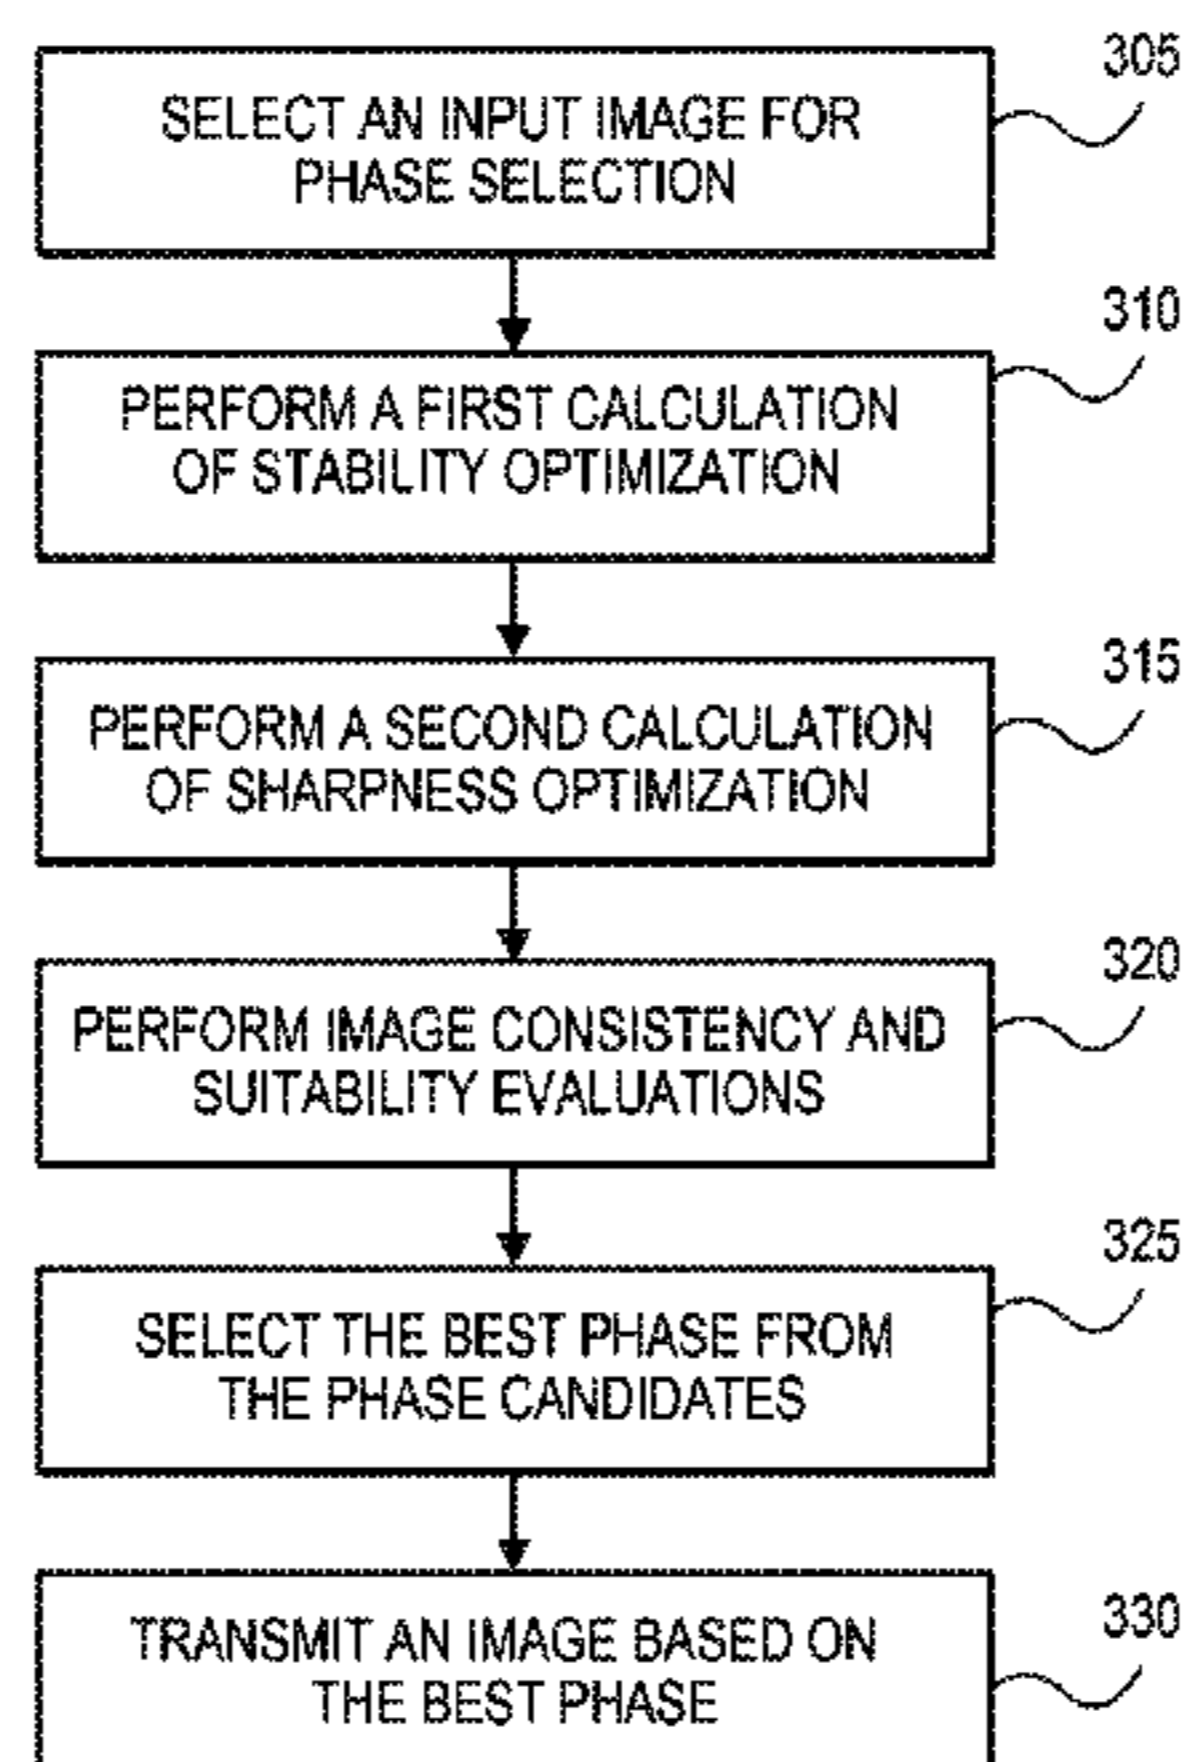 305
SELECT AN INPUT IMAGE FOR
PHASE SELECTION
310
PERFORM A FIRST CALCULATION
OF STABILITY OPTIMIZATION
315
PERFORM A SECOND CALCULATION
OF SHARPNESS OPTIMIZATION
320
PERFORM IMAGE CONSISTENCY AND
SUITABILITY EVALUATIONS
325
SELECT THE BEST PHASE FROM
THE PHASE CANDIDATES
330
TRANSMIT AN IMAGE BASED ON
THE BEST PHASE